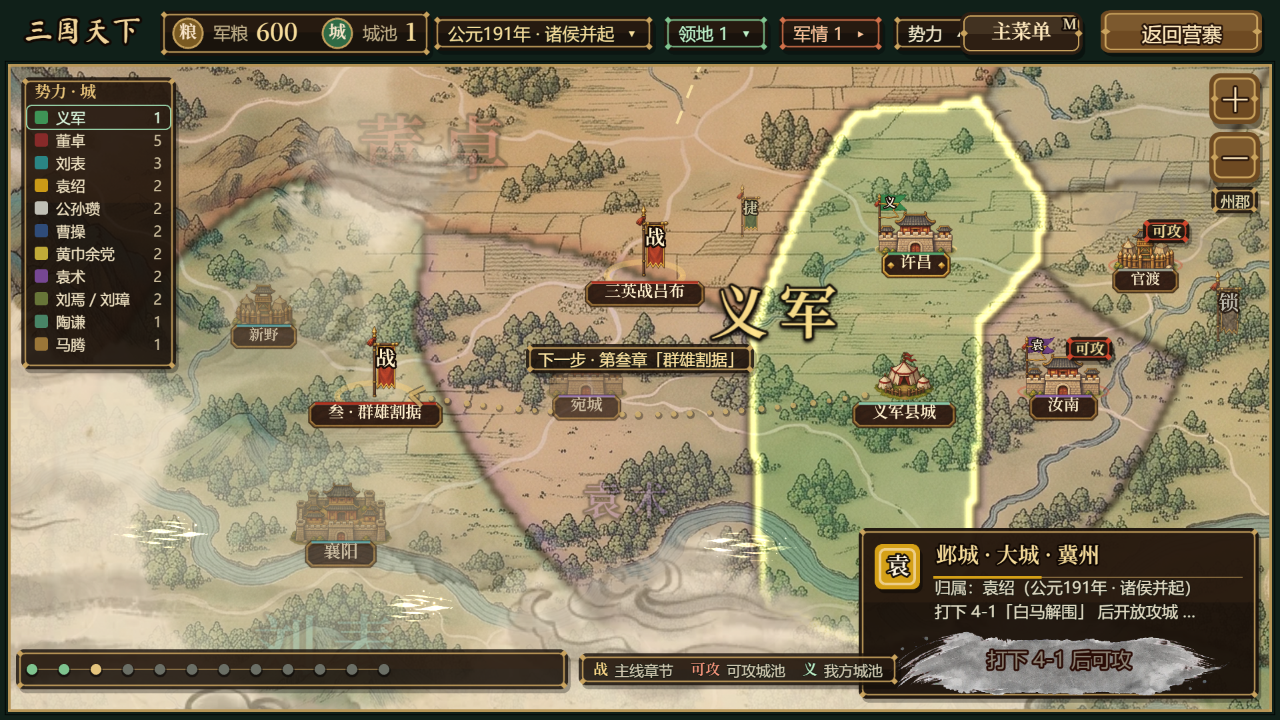 三国天下
粮 军粮 600 城 城池 1
公元191年 · 诸侯并起 ▾
领地 1 ▾
军情 1 ▸
势力
主菜单 M
返回营寨
势力 · 城
义军 1
董卓 5
刘表 3
袁绍 2
公孙瓒 2
曹操 2
黄巾余党 2
袁术 2
刘焉 / 刘璋 2
陶谦 1
马腾 1
董卓
＋
－
州郡
捷
义
许昌
可攻
官渡
锁
战
三英战吕布
义军
新野
战
叁 · 群雄割据
下一步 · 第叁章「群雄割据」
宛城
义军县城
袁
可攻
汝南
袁术
襄阳
袁
邺城 · 大城 · 冀州
归属：袁绍（公元191年 · 诸侯并起）
打下 4-1「白马解围」 后开放攻城 ...
打下 4-1 后可攻
战 主线章节 可攻 可攻城池 义 我方城池